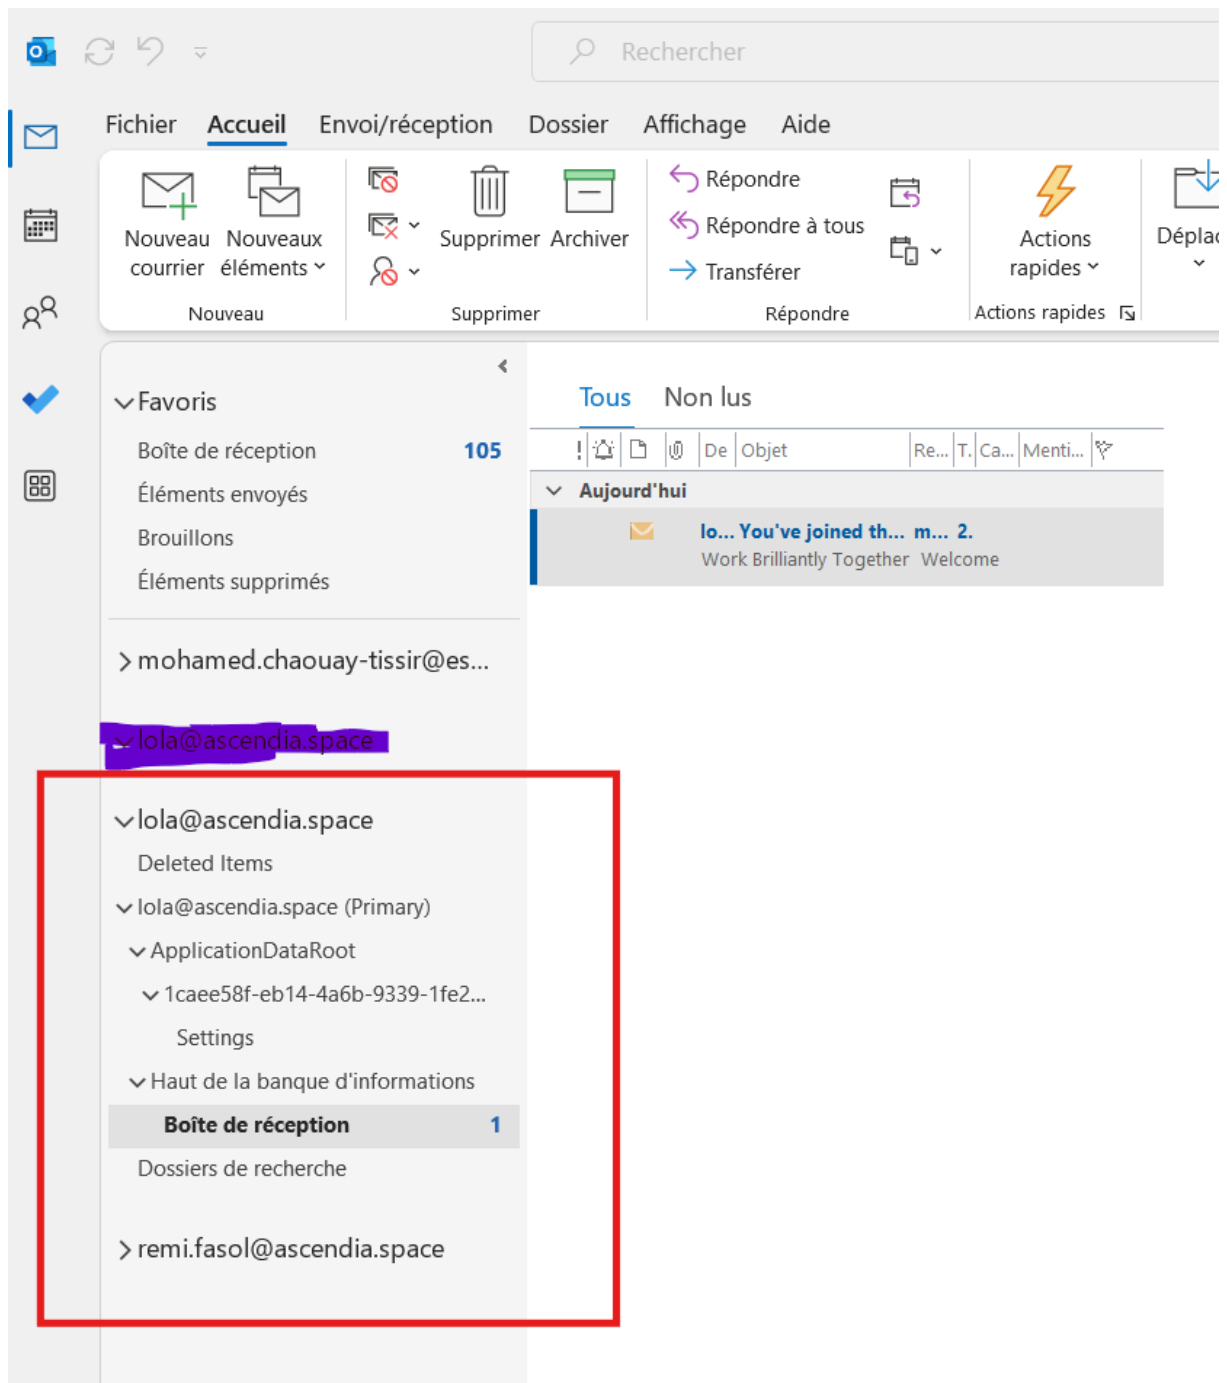 Rechercher
Fichier Accueil Envoi/réception Dossier Affichage Aide
Nouveau courrier
Nouveaux éléments
Nouveau
Supprimer
Archiver
Supprimer
Répondre
Répondre à tous
Transférer
Répondre
Actions rapides
Actions rapides
Déplac
Favoris
Boîte de réception 105
Éléments envoyés
Brouillons
Éléments supprimés
mohamed.chaouay-tissir@es...
lola@ascendia.space
lola@ascendia.space
Deleted Items
lola@ascendia.space (Primary)
ApplicationDataRoot
1caee58f-eb14-4a6b-9339-1fe2...
Settings
Haut de la banque d'informations
Boîte de réception 1
Dossiers de recherche
remi.fasol@ascendia.space
Tous Non lus
! De Objet Re... T. Ca... Menti...
Aujourd'hui
lo... You've joined th... m... 2.
Work Brilliantly Together Welcome